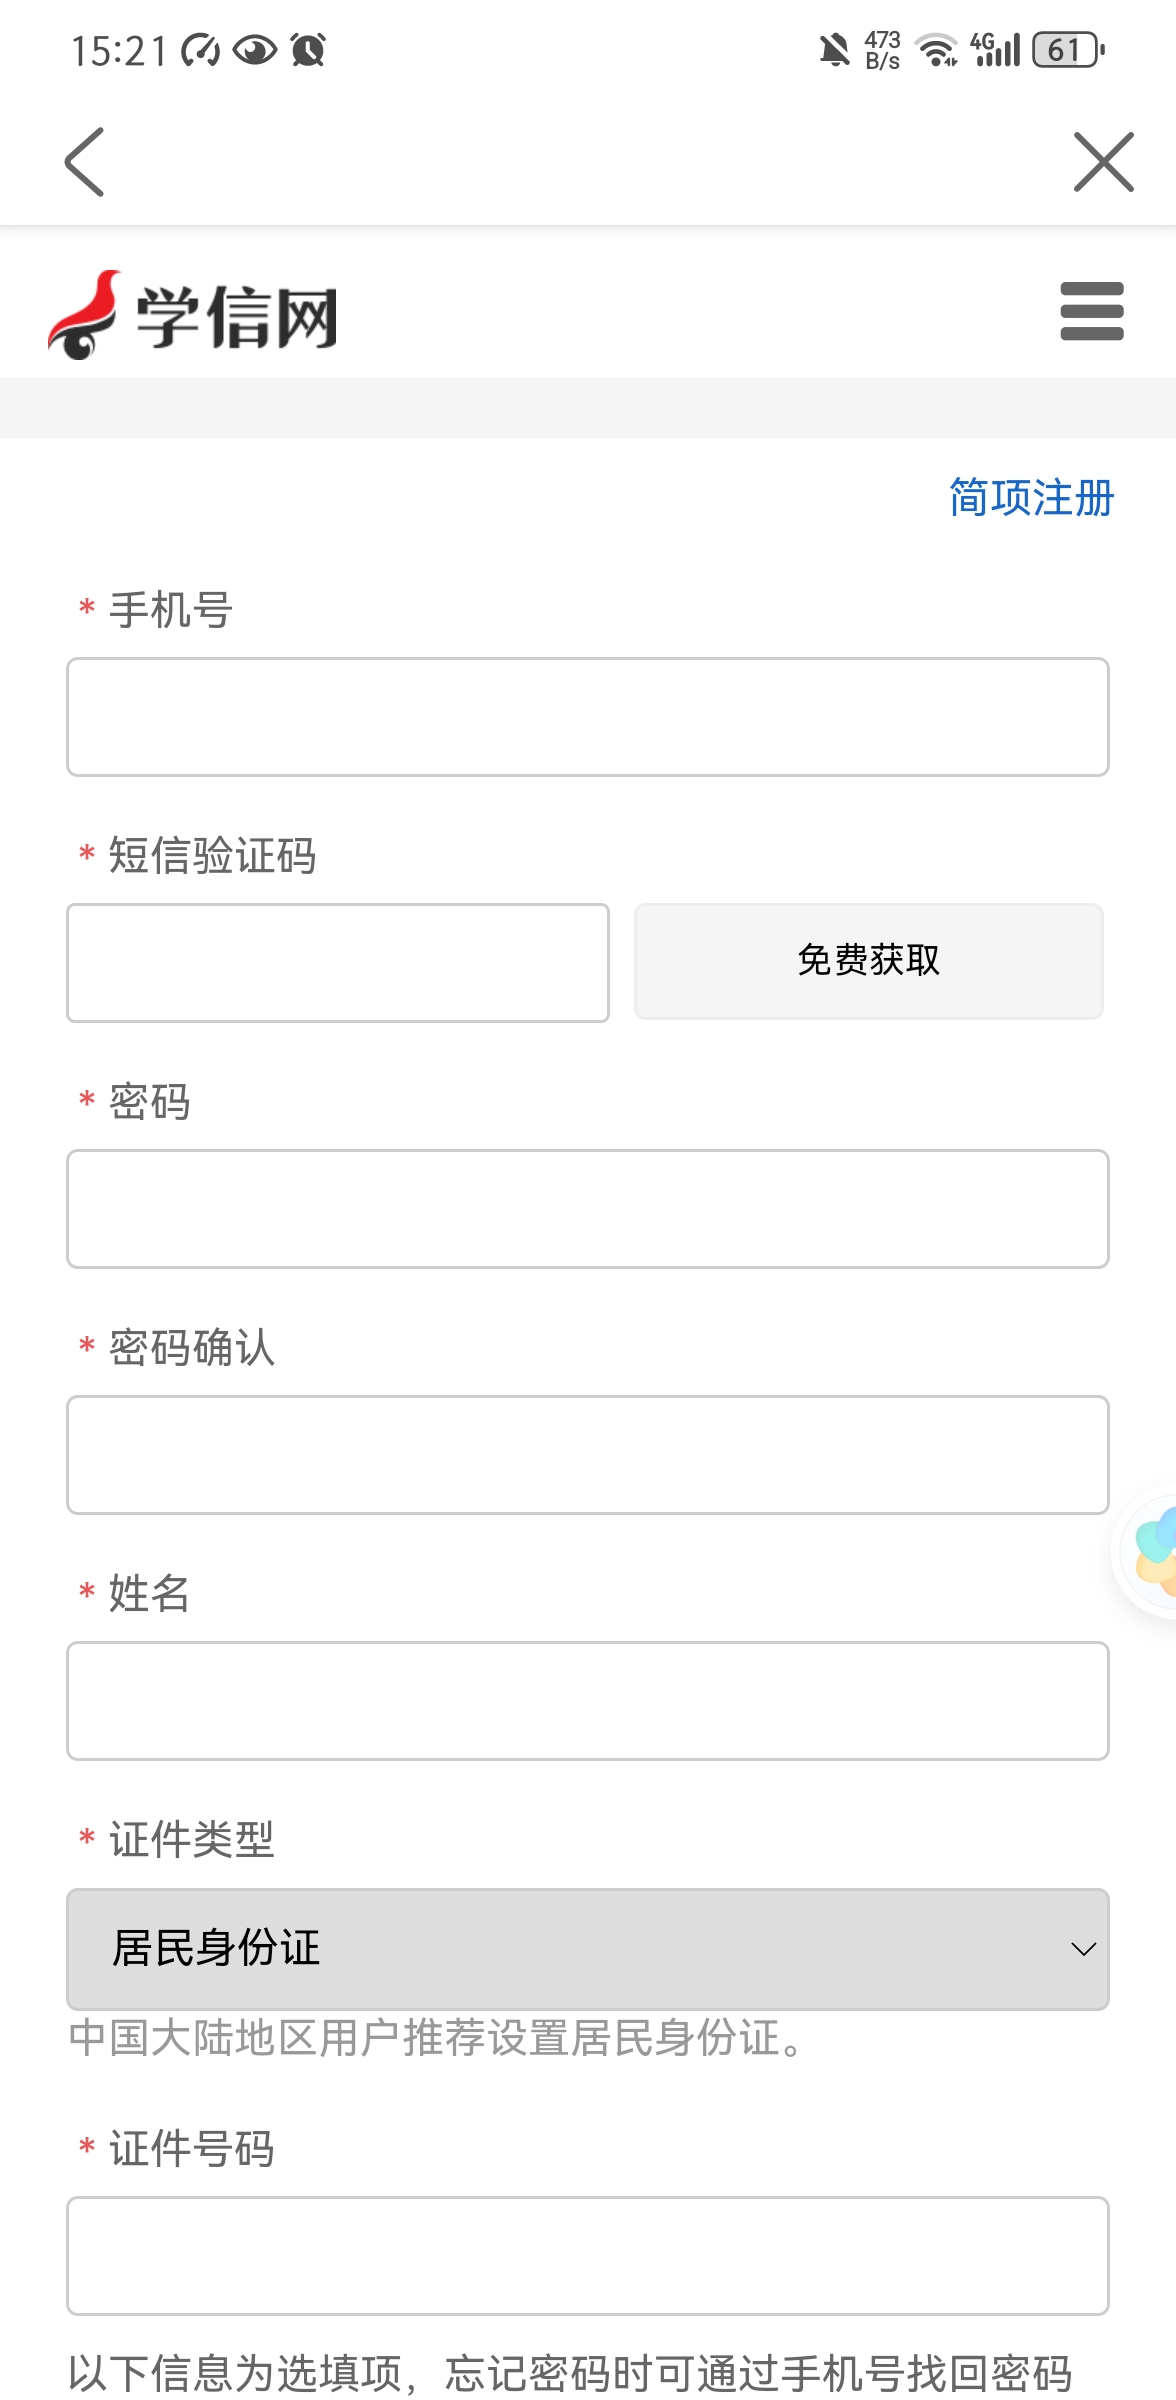 15:21
473
B/s
4G
61
学信网
简项注册
* 手机号
* 短信验证码
免费获取
* 密码
* 密码确认
* 姓名
* 证件类型
居民身份证
中国大陆地区用户推荐设置居民身份证。
* 证件号码
以下信息为选填项，忘记密码时可通过手机号找回密码